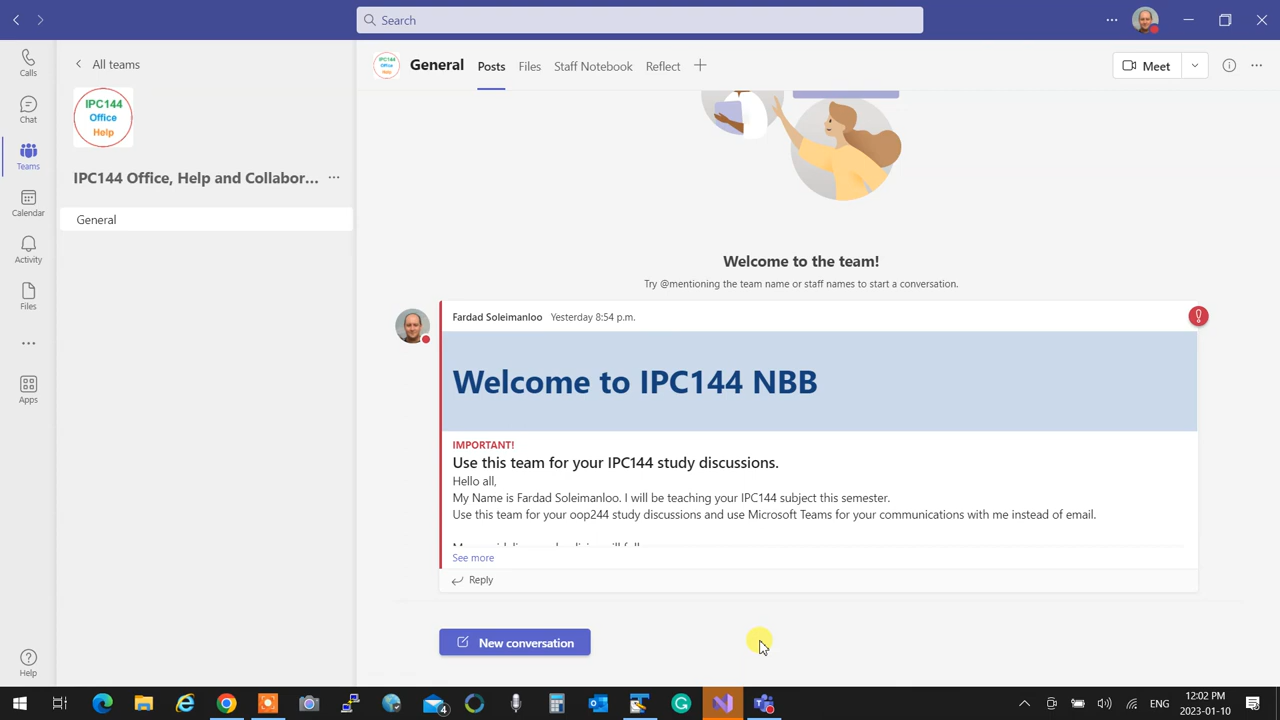 Search
Calls
Chat
Teams
Calendar
Activity
Files
Apps
Help
All teams
IPC144
Office
Help
IPC144 Office, Help and Collabor...
General
IPC144
Office
Help
General
Posts
Files
Staff Notebook
Reflect
Meet
Welcome to the team!
Try @mentioning the team name or staff names to start a conversation.
Fardad Soleimanloo Yesterday 8:54 p.m.
Welcome to IPC144 NBB
IMPORTANT!
Use this team for your IPC144 study discussions.
Hello all,
My Name is Fardad Soleimanloo. I will be teaching your IPC144 subject this semester.
Use this team for your oop244 study discussions and use Microsoft Teams for your communications with me instead of email.
See more
Reply
New conversation
4
ENG
12:02 PM
2023-01-10